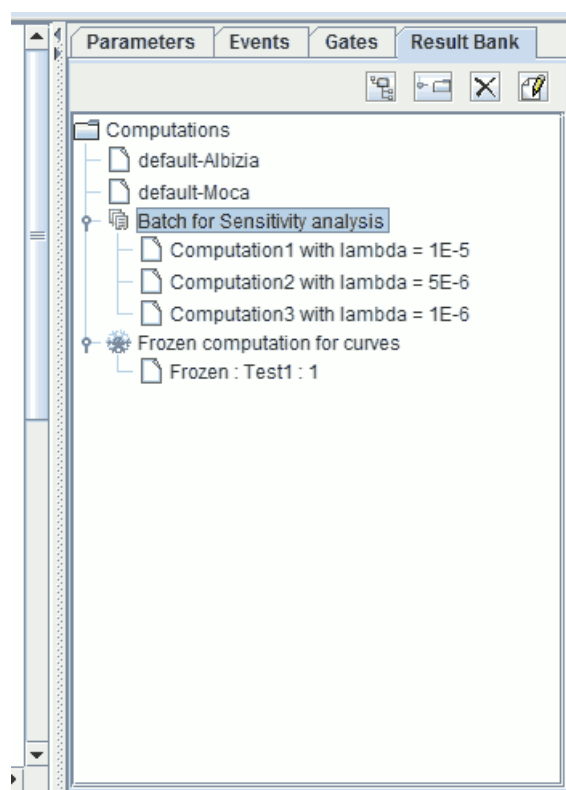 Parameters Events Gates Result Bank
Computations
default-Albizia
default-Moca
Batch for Sensitivity analysis
Computation1 with lambda = 1E-5
Computation2 with lambda = 5E-6
Computation3 with lambda = 1E-6
Frozen computation for curves
Frozen : Test1 : 1